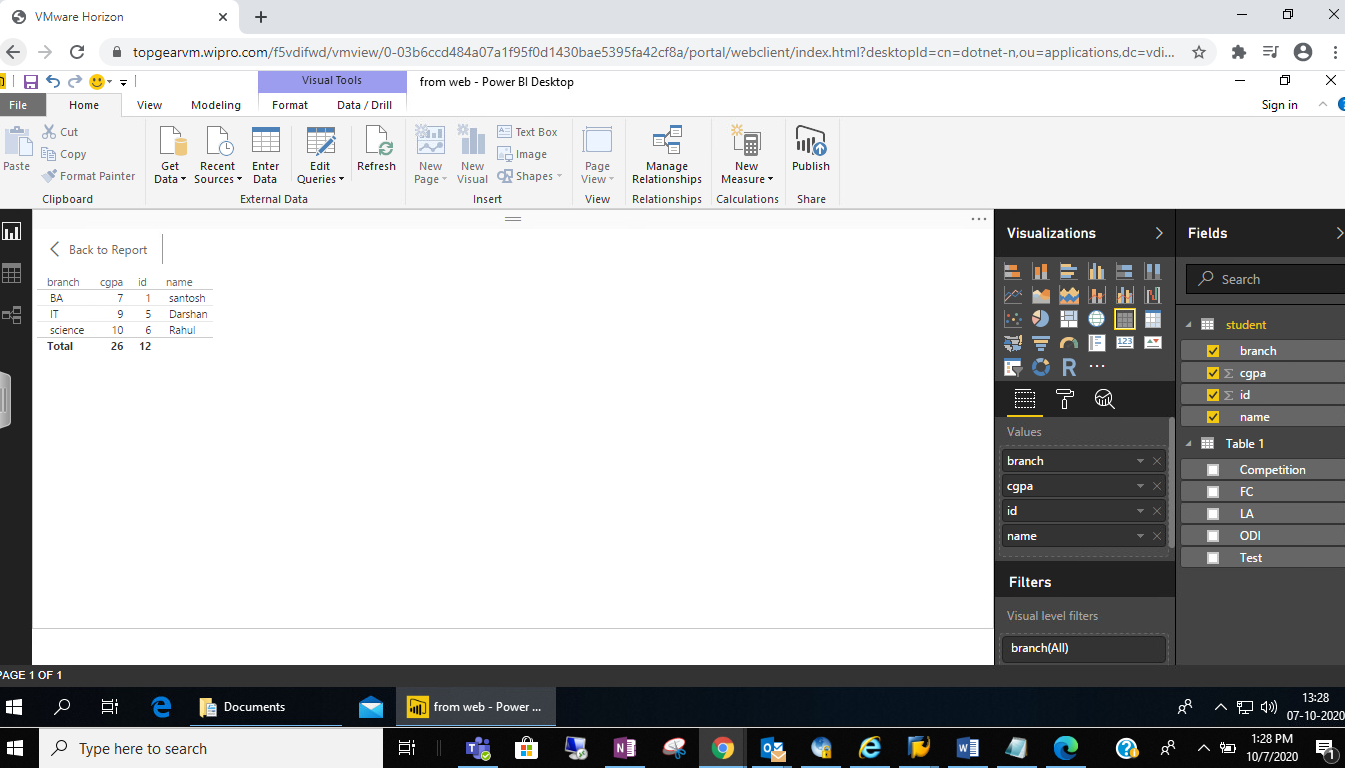 VMware Horizon
topgearvm.wipro.com/f5vdifwd/vmview/0-03b6ccd484a07a1f95f0d1430bae5395fa42cf8a/portal/webclient/index.html?desktopId=cn=dotnet-n,ou=applications,dc=vdi...
Visual Tools
from web - Power BI Desktop
File Home View Modeling Format Data / Drill Sign in
Paste
Cut
Copy
Format Painter
Clipboard
Get Data
Recent Sources
Enter Data
Edit Queries
Refresh
External Data
New Page
New Visual
Text Box
Image
Shapes
Insert
Page View
View
Manage Relationships
Relationships
New Measure
Calculations
Publish
Share
Back to Report
branch cgpa id name
BA 7 1 santosh
IT 9 5 Darshan
science 10 6 Rahul
Total 26 12
Visualizations
R
123
Values
branch
cgpa
id
name
Filters
Visual level filters
branch(All)
Fields
Search
student
branch
Σ cgpa
Σ id
name
Table 1
Competition
FC
LA
ODI
Test
PAGE 1 OF 1
Documents
from web - Power ...
13:28
07-10-2020
Type here to search
1:28 PM
10/7/2020
1